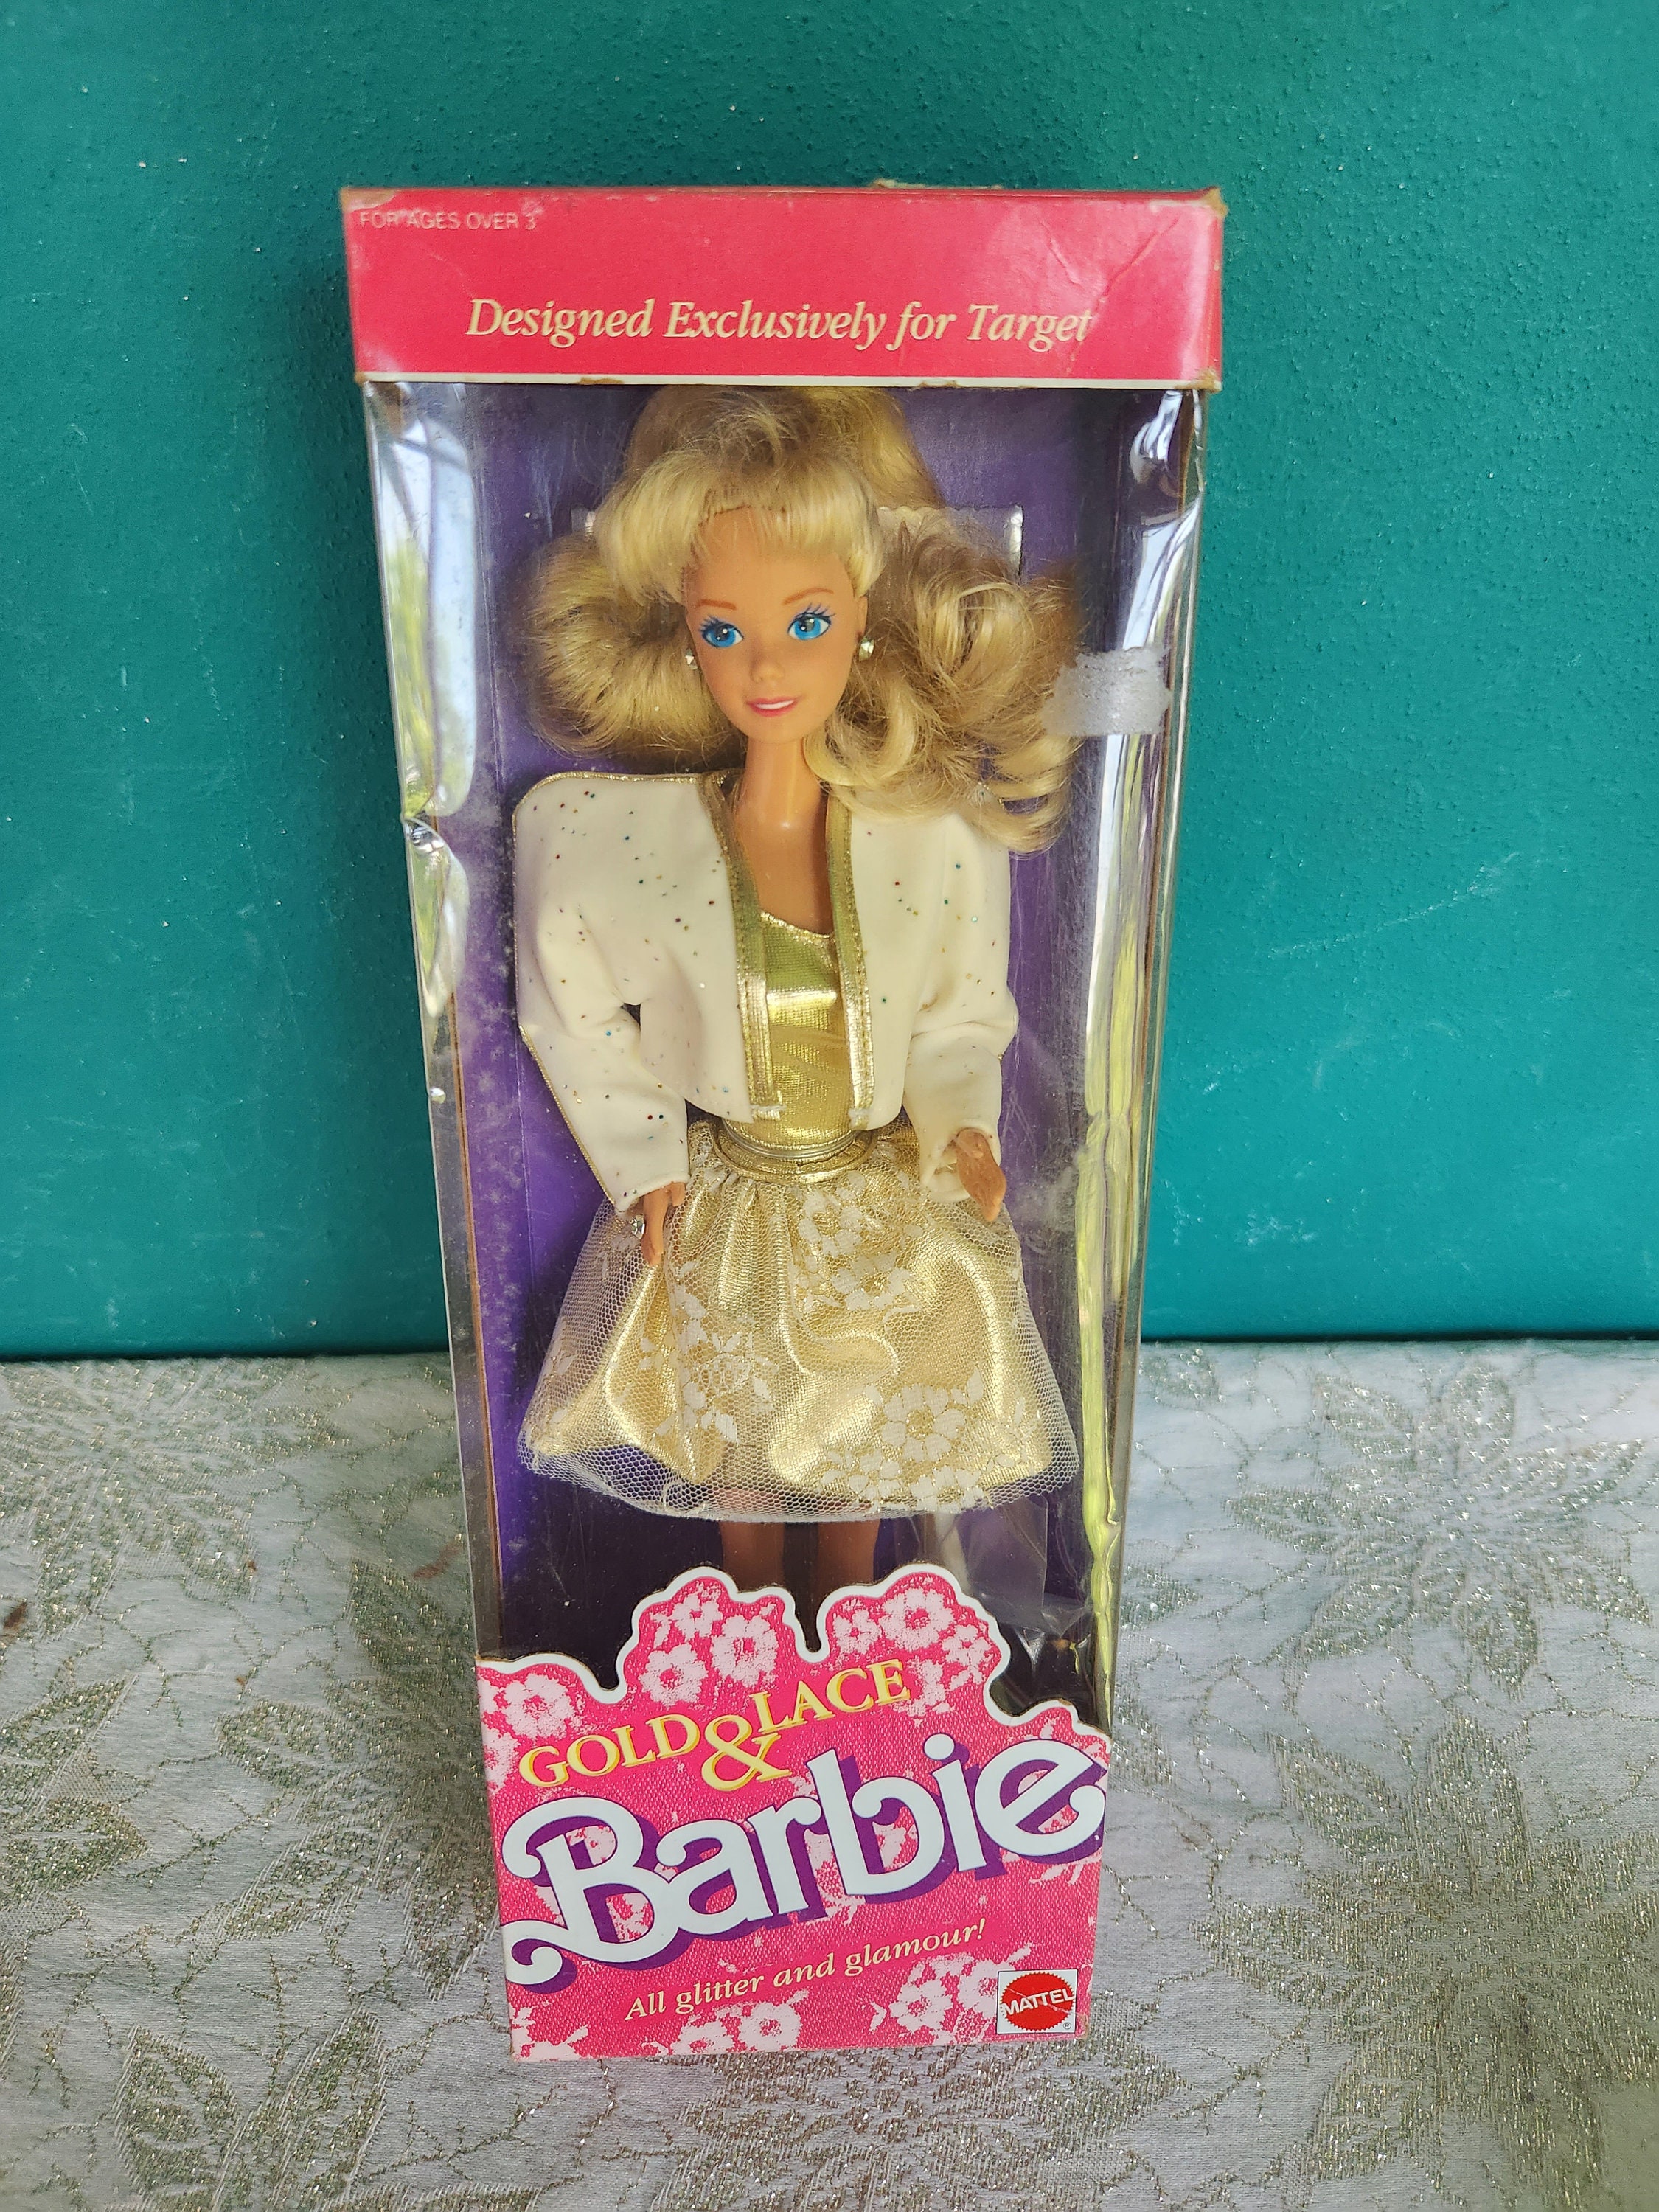 FOR AGES OVER 3
Designed Exclusively for Target
GOLD & LACE
Barbie
All glitter and glamour!
MATTEL
®